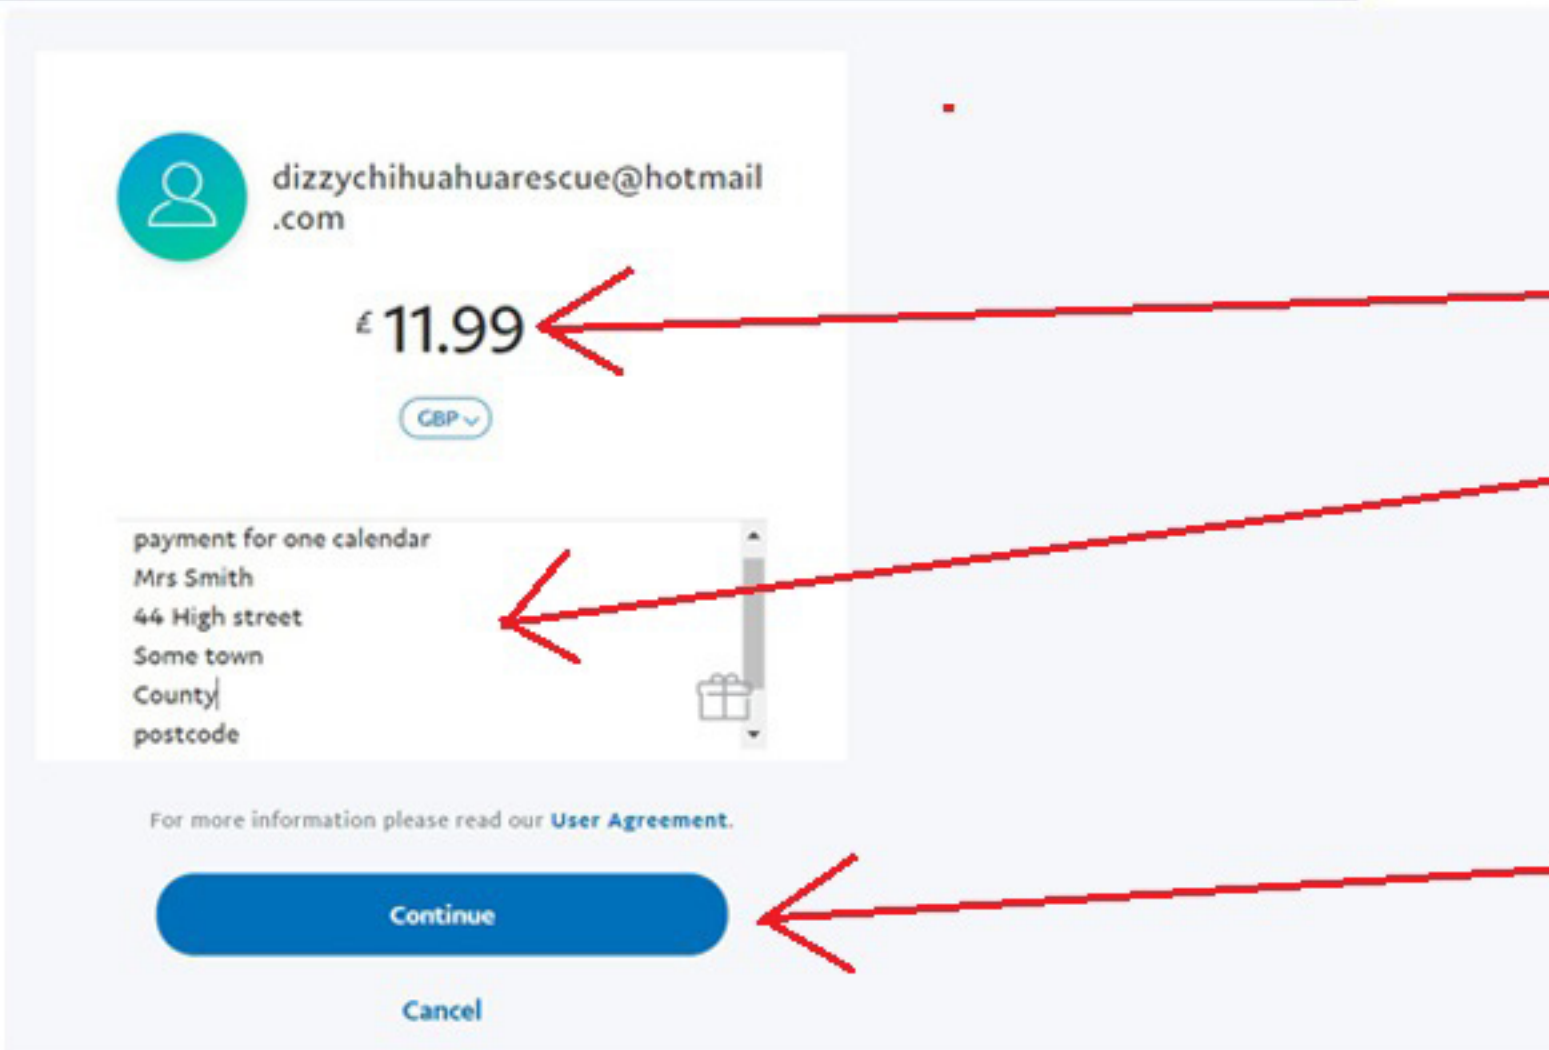 dizzychihuahuarescue@hotmail
.com
£ 11.99
GBP
payment for one calendar
Mrs Smith
44 High street
Some town
County
postcode
For more information please read our User Agreement.
Continue
Cancel